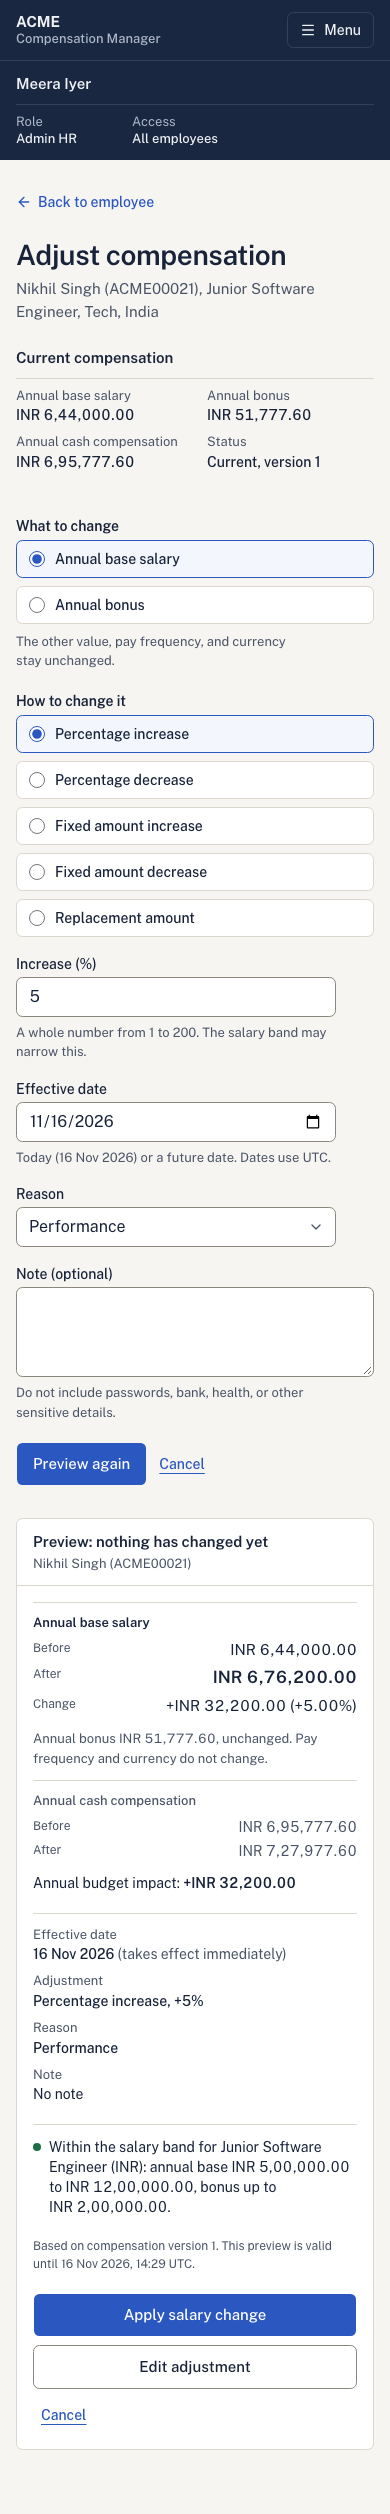 ACME
Compensation Manager
Menu
Meera Iyer
Role
Access
Admin HR
All employees
Back to employee
Adjust compensation
Nikhil Singh (ACME00021), Junior Software
Engineer, Tech, India
Current compensation
Annual base salary
Annual bonus
INR 6,44,000.00
INR 51,777.60
Annual cash compensation
Status
INR 6,95,777.60
Current, version 1
What to change
Annual base salary
Annual bonus
The other value, pay frequency, and currency
stay unchanged.
How to change it
Percentage increase
Percentage decrease
Fixed amount increase
Fixed amount decrease
Replacement amount
Increase (%)
5
A whole number from 1 to 200. The salary band may
narrow this.
Effective date
11/16/2026
Today (16 Nov 2026) or a future date. Dates use UTC.
Reason
Performance
Note (optional)
Do not include passwords, bank, health, or other
sensitive details.
Preview again
Cancel
Preview: nothing has changed yet
Nikhil Singh (ACME00021)
Annual base salary
Before INR 6,44,000.00
After INR 6,76,200.00
Change +INR 32,200.00 (+5.00%)
Annual bonus INR 51,777.60, unchanged. Pay
frequency and currency do not change.
Annual cash compensation
Before INR 6,95,777.60
After INR 7,27,977.60
Annual budget impact: +INR 32,200.00
Effective date
16 Nov 2026 (takes effect immediately)
Adjustment
Percentage increase, +5%
Reason
Performance
Note
No note
Within the salary band for Junior Software
Engineer (INR): annual base INR 5,00,000.00
to INR 12,00,000.00, bonus up to
INR 2,00,000.00.
Based on compensation version 1. This preview is valid
until 16 Nov 2026, 14:29 UTC.
Apply salary change
Edit adjustment
Cancel